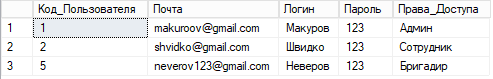 Код_Пользователя Почта Логин Пароль Права_Доступа
1 1 makuroov@gmail.com Макуров 123 Админ
2 2 shvidko@gmail.com Швидко 123 Сотрудник
3 5 neverov123@gmail.com Неверов 123 Бригадир